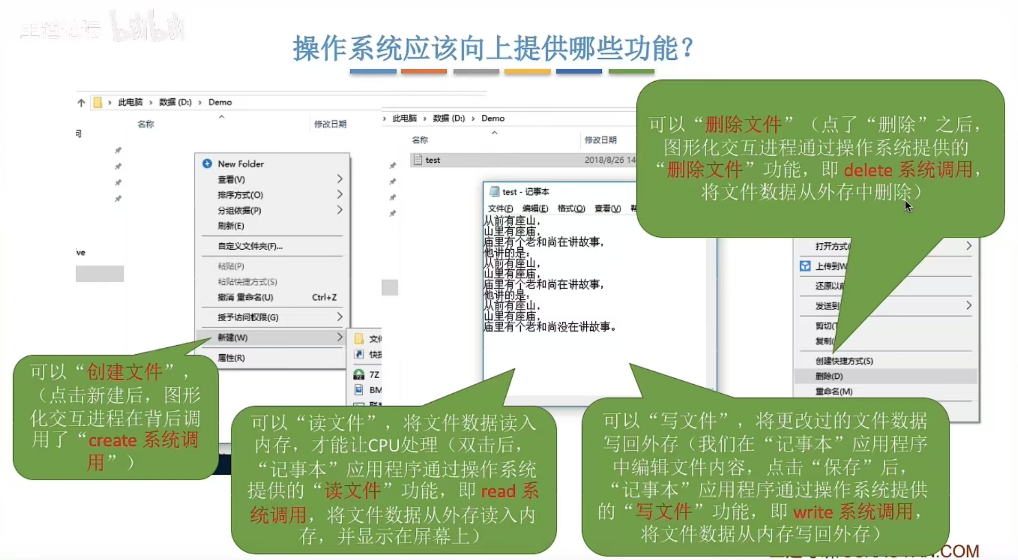 王道论坛 bilibili
操作系统应该向上提供哪些功能？
此电脑 数据 (D:) Demo
名称 修改日期
New Folder
查看(V)
排序方式(O)
分组依据(P)
刷新(E)
自定义文件夹(F)...
粘贴(P)
粘贴快捷方式(S)
撤消 重命名(U) Ctrl+Z
授予访问权限(G)
新建(W)
属性(R)
ve
7Z
BM
此电脑 数据 (D:) Demo
名称 修改日期
test 2018/8/26 14
test - 记事本
文件(F) 编辑(E) 格式(O) 查看(V)
从前有座山，
山里有座庙，
庙里有个老和尚在讲故事，
他讲的是：
从前有座山，
山里有座庙，
庙里有个老和尚在讲故事，
他讲的是：
从前有座山，
山里有座庙，
庙里有个老和尚没在讲故事。
可以“删除文件”（点了“删除”之后，
图形化交互进程通过操作系统提供的
“删除文件”功能，即 delete 系统调用，
将文件数据从外存中删除）
打开方式
上传到W
还原以前
发送到
剪切(T
复制(
创建快捷方式(S)
删除(D)
重命名(M)
可以“创建文件”，
（点击新建后，图形
化交互进程在背后调
用了“create 系统调
用”）
可以“读文件”，将文件数据读入
内存，才能让CPU处理（双击后，
“记事本”应用程序通过操作系统
提供的“读文件”功能，即 read 系
统调用，将文件数据从外存读入内
存，并显示在屏幕上）
可以“写文件”，将更改过的文件数据
写回外存（我们在“记事本”应用程序
中编辑文件内容，点击“保存”后，
“记事本”应用程序通过操作系统提供
的“写文件”功能，即 write 系统调用，
将文件数据从内存写回外存）